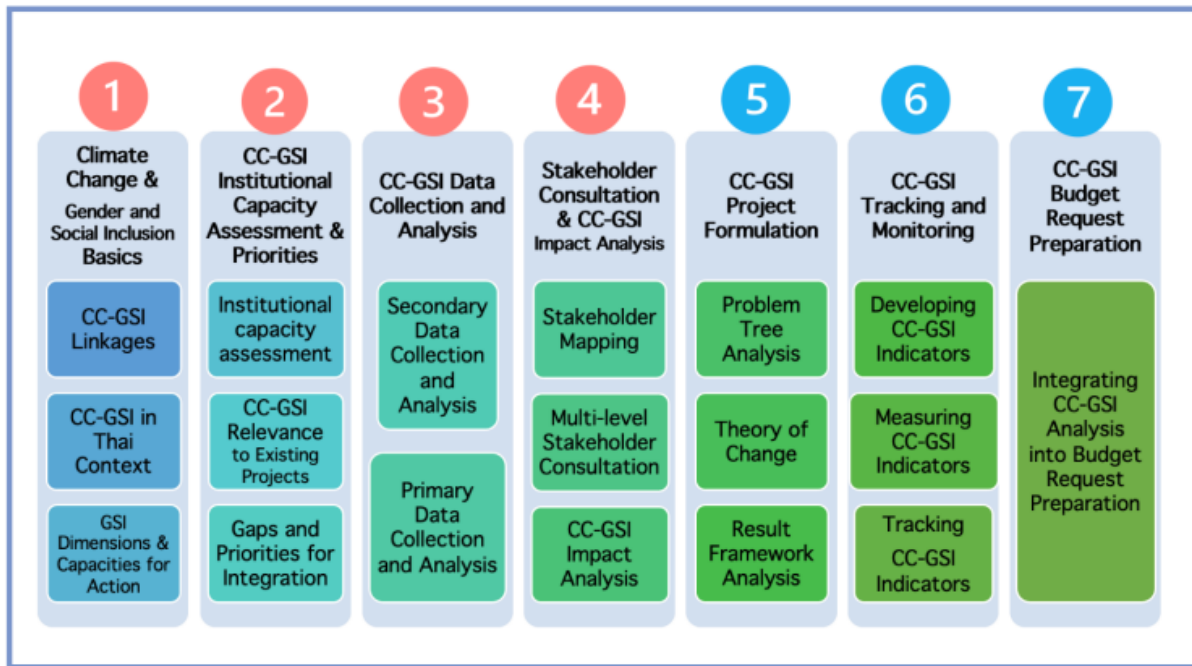 1
Climate
Change &
Gender and
Social Inclusion
Basics
CC-GSI
Linkages
CC-GSI in
Thai
Context
GSI
Dimensions &
Capacities for
Action
2
CC-GSI
Institutional
Capacity
Assessment &
Priorities
Institutional
capacity
assessment
CC-GSI
Relevance
to Existing
Projects
Gaps and
Priorities for
Integration
3
CC-GSI Data
Collection and
Analysis
Secondary
Data
Collection
and
Analysis
Primary
Data
Collection
and Analysis
4
Stakeholder
Consultation
& CC-GSI
Impact Analysis
Stakeholder
Mapping
Multi-level
Stakeholder
Consultation
CC-GSI
Impact
Analysis
5
CC-GSI
Project
Formulation
Problem
Tree
Analysis
Theory of
Change
Result
Framework
Analysis
6
CC-GSI
Tracking and
Monitoring
Developing
CC-GSI
Indicators
Measuring
CC-GSI
Indicators
Tracking
CC-GSI
Indicators
7
CC-GSI
Budget
Request
Preparation
Integrating
CC-GSI
Analysis
into Budget
Request
Preparation